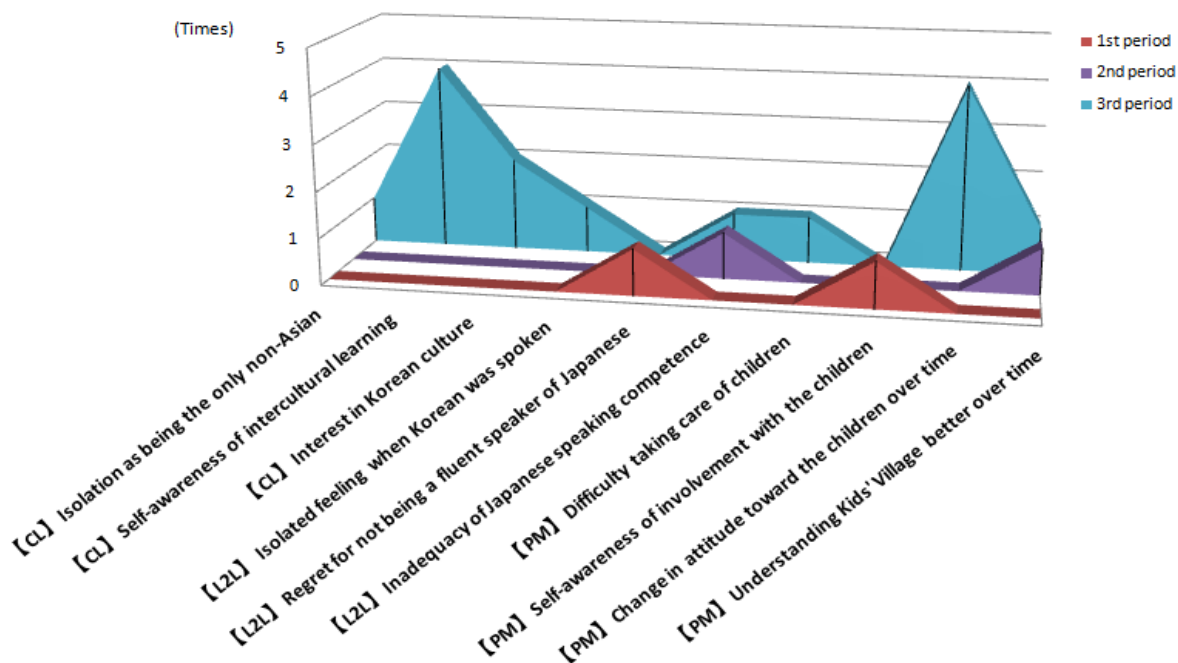 (Times)
5
4
3
2
1
0
1st period
2nd period
3rd period
【CL】 Isolation as being the only non-Asian
【CL】 Self-awareness of intercultural learning
【CL】 Interest in Korean culture
【L2L】 Isolated feeling when Korean was spoken
【L2L】 Regret for not being a fluent speaker of Japanese
【L2L】 Inadequacy of Japanese speaking competence
【PM】 Difficulty taking care of children
【PM】 Self-awareness of involvement with the children
【PM】 Change in attitude toward the children over time
【PM】 Understanding Kids' Village better over time